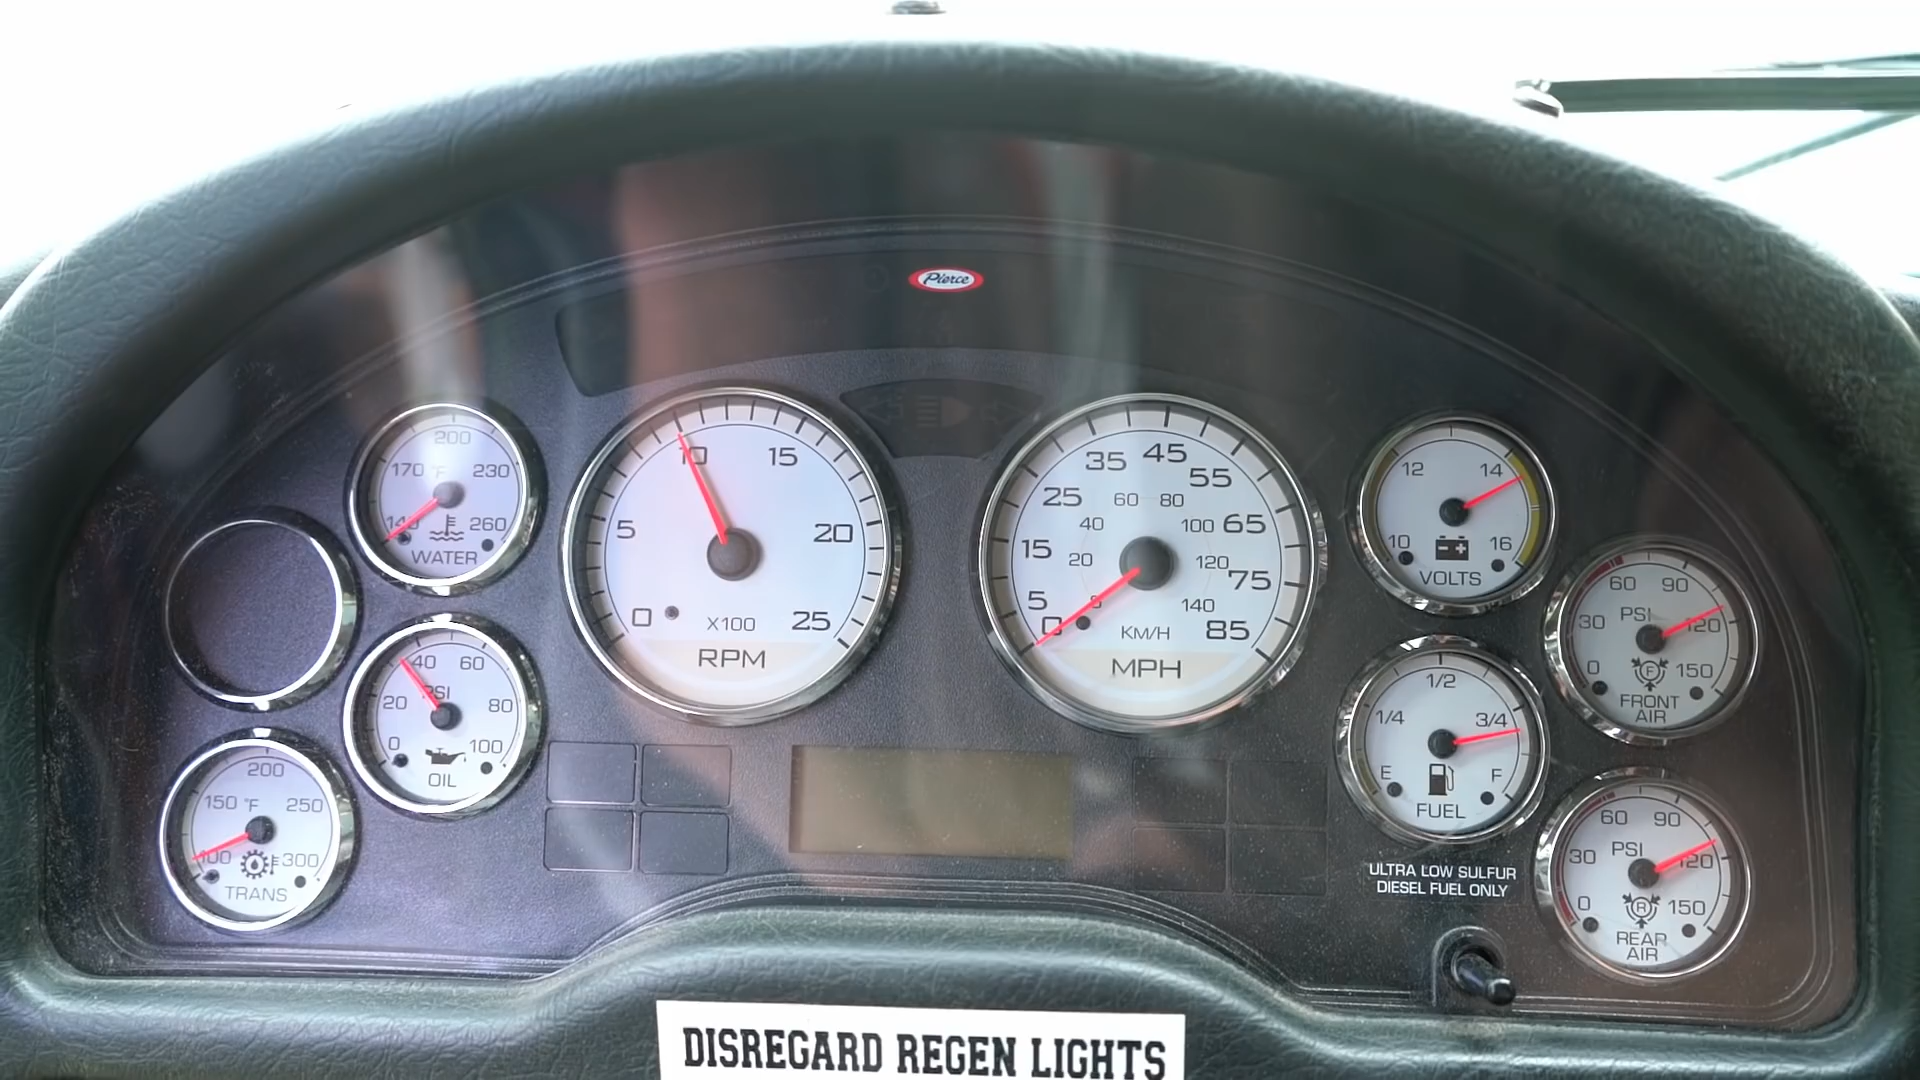 Pierce
200
170 °F 230
140 260
WATER
40 60
PSI
20 80
0 100
OIL
200
150 °F 250
100 300
TRANS
10 15
5 20
0 25
X100
RPM
35 45 55
25 65
15 75
5
0 85
60 80
40 100
20 120
140
KM/H
MPH
12 14
10 16
VOLTS
1/2
1/4 3/4
E F
FUEL
ULTRA LOW SULFUR
DIESEL FUEL ONLY
60 90
PSI
30 120
0 F 150
FRONT
AIR
60 90
PSI
30 120
0 R 150
REAR
AIR
DISREGARD REGEN LIGHTS